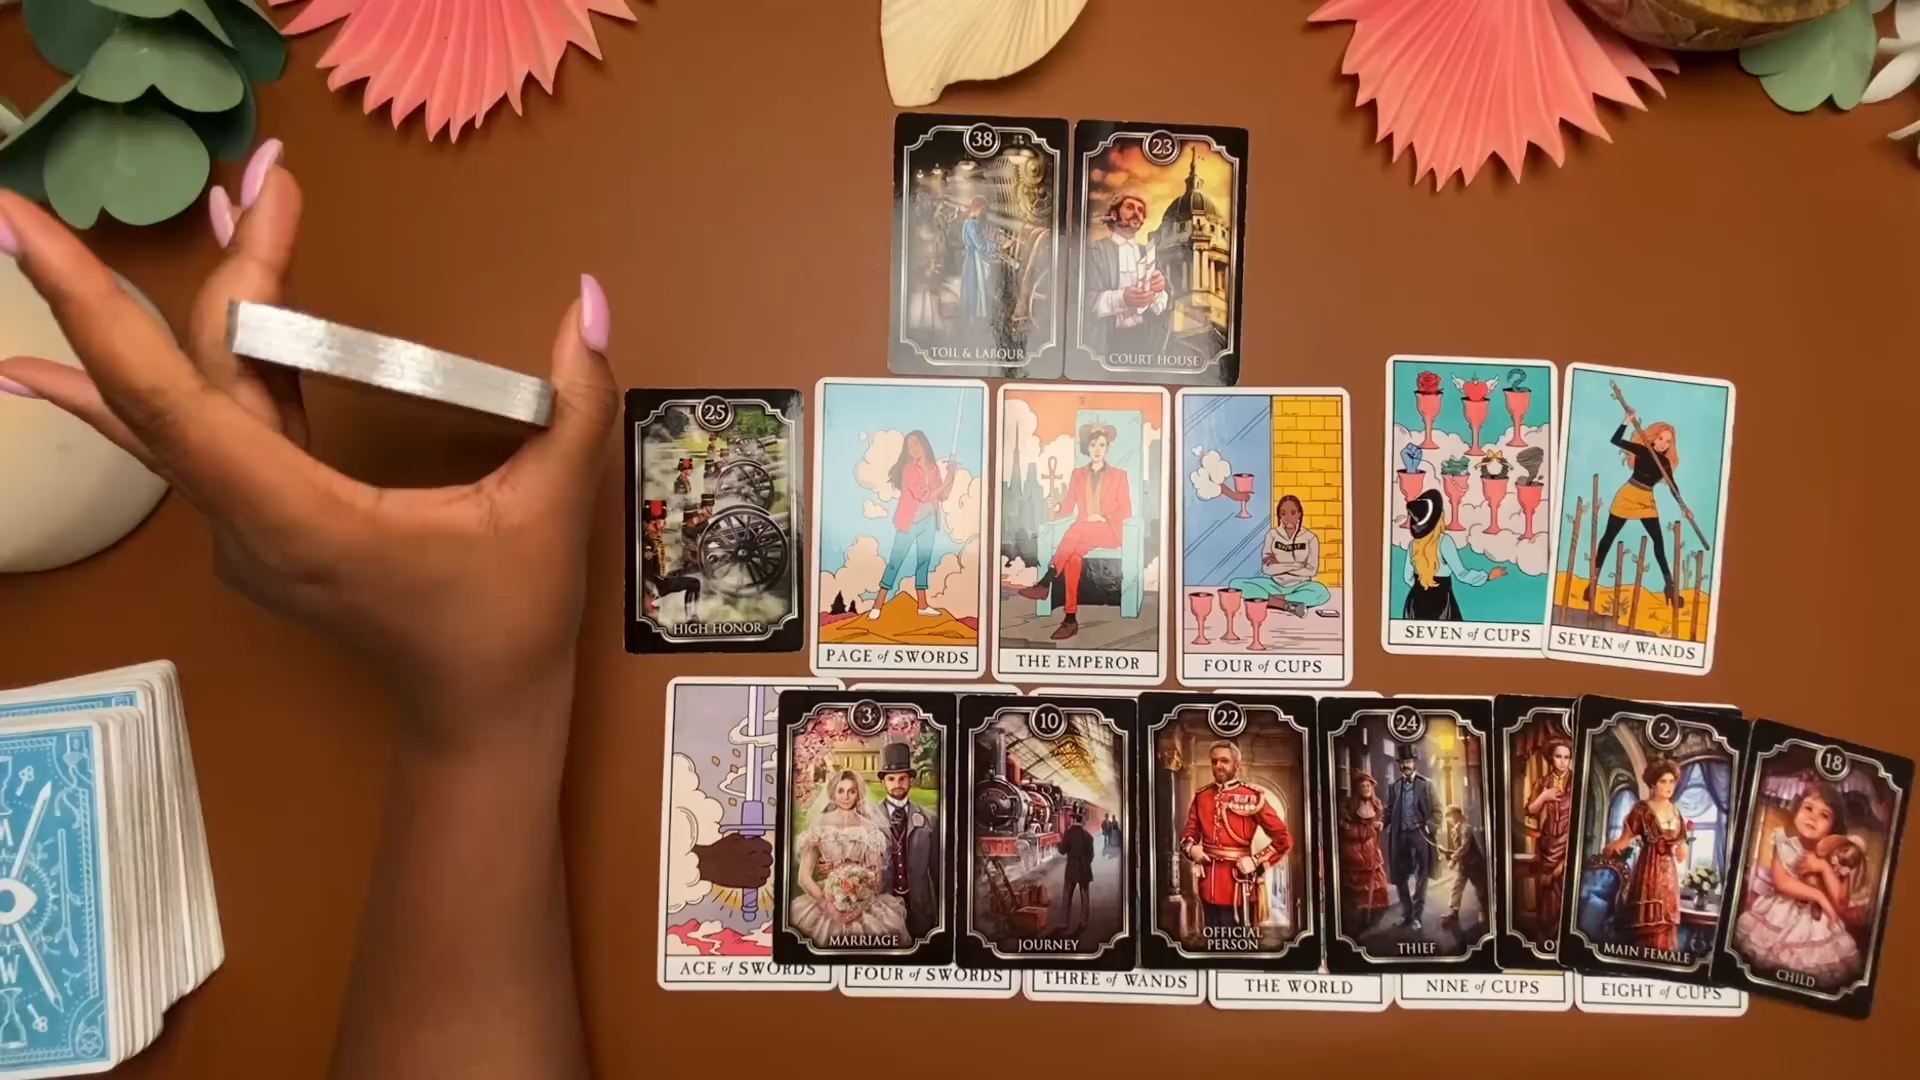 38
TOIL & LABOUR
23
COURT HOUSE
25
HIGH HONOR
PAGE of SWORDS
THE EMPEROR
FOUR of CUPS
SEVEN of CUPS
SEVEN of WANDS
3
MARRIAGE
10
JOURNEY
22
OFFICIAL
PERSON
24
THIEF
2
MAIN FEMALE
18
CHILD
ACE of SWORDS
FOUR of SWORDS
THREE of WANDS
THE WORLD
NINE of CUPS
EIGHT of CUPS
M
W